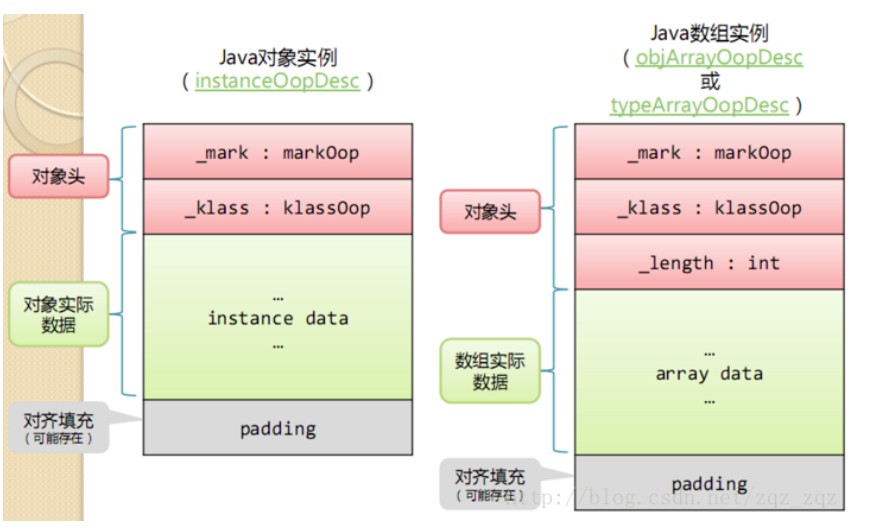 Java对象实例
（instanceOopDesc）
对象头
_mark : markOop
_klass : klassOop
对象实际
数据
…
instance data
…
对齐填充
（可能存在）
padding
Java数组实例
（objArrayOopDesc
或
typeArrayOopDesc）
对象头
_mark : markOop
_klass : klassOop
_length : int
数组实际
数据
…
array data
…
对齐填充
（可能存在）
padding
http://blog.csdn.net/zqz_zqz